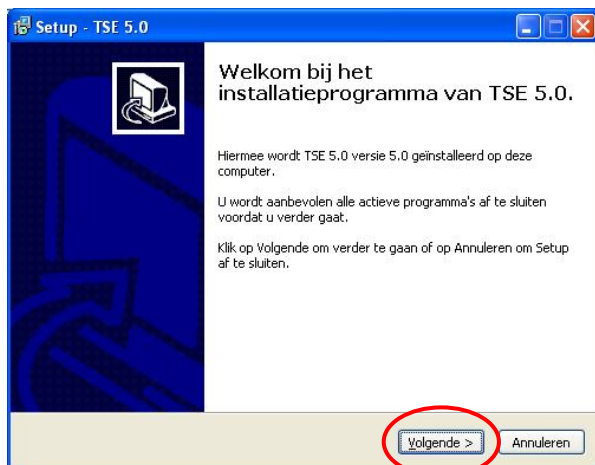 Setup - TSE 5.0
Welkom bij het
installatieprogramma van TSE 5.0.
Hiermee wordt TSE 5.0 versie 5.0 geïnstalleerd op deze
computer.
U wordt aanbevolen alle actieve programma's af te sluiten
voordat u verder gaat.
Klik op Volgende om verder te gaan of op Annuleren om Setup
af te sluiten.
Volgende >
Annuleren